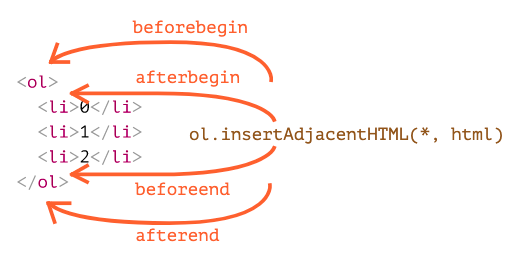 beforebegin
<ol>
afterbegin
<li>0</li>
<li>1</li>
ol.insertAdjacentHTML(*, html)
<li>2</li>
</ol>
beforeend
afterend